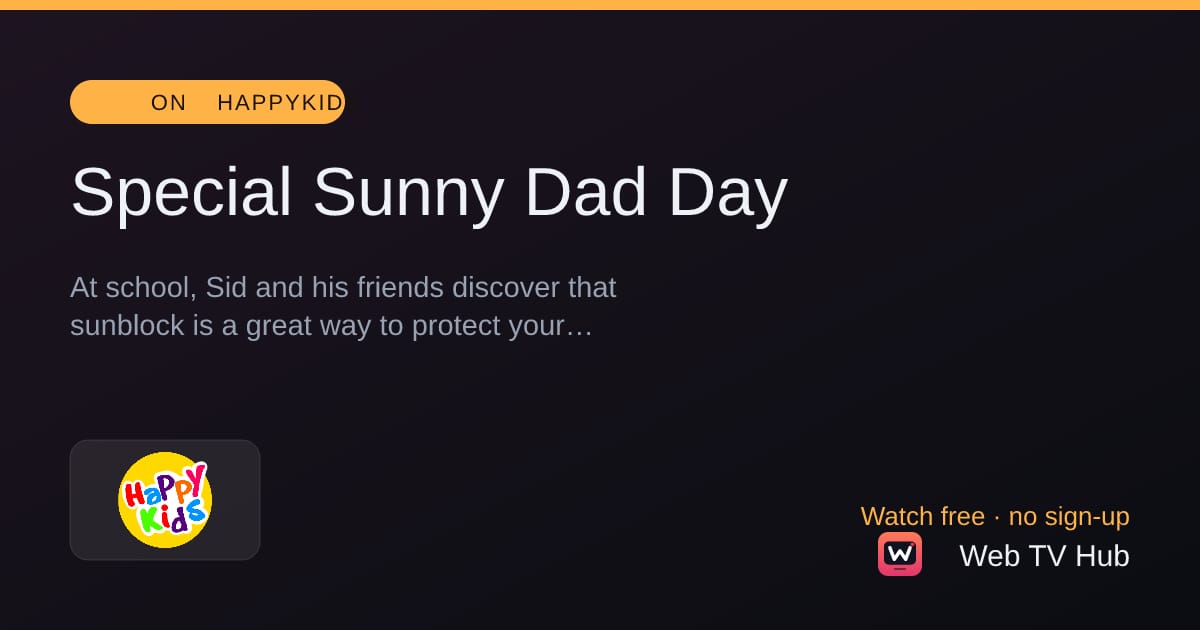 ON HAPPYKID
Special Sunny Dad Day
At school, Sid and his friends discover that
sunblock is a great way to protect your…
HaPPY
Kids
Watch free · no sign-up
W
Web TV Hub